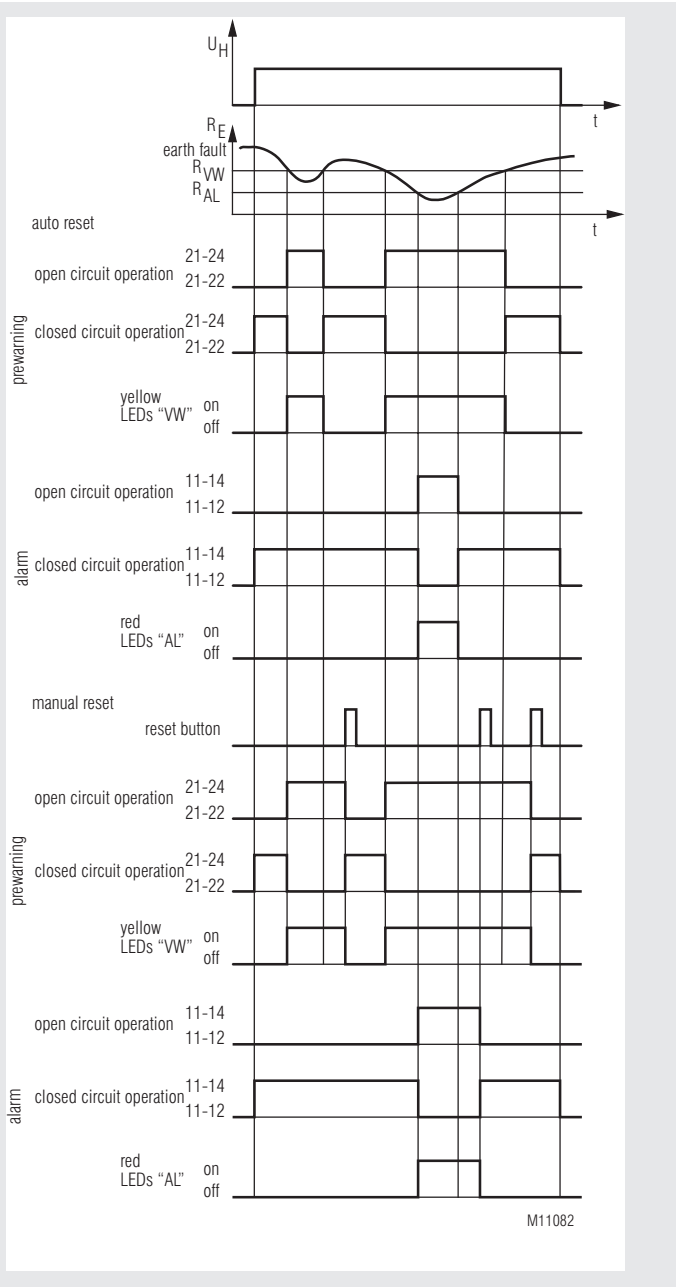 UH
t
RE
earth fault
RVW
RAL
t
auto reset
prewarning
open circuit operation 21-24
21-22
closed circuit operation 21-24
21-22
yellow
LEDs “VW” on
off
alarm
open circuit operation 11-14
11-12
closed circuit operation 11-14
11-12
red
LEDs “AL” on
off
manual reset
reset button
prewarning
open circuit operation 21-24
21-22
closed circuit operation 21-24
21-22
yellow
LEDs “VW” on
off
alarm
open circuit operation 11-14
11-12
closed circuit operation 11-14
11-12
red
LEDs “AL” on
off
M11082